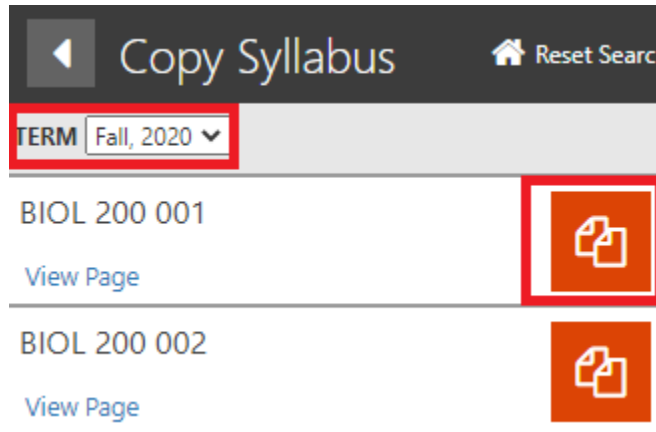 Copy Syllabus Reset Searc
TERM Fall, 2020
BIOL 200 001
View Page
BIOL 200 002
View Page